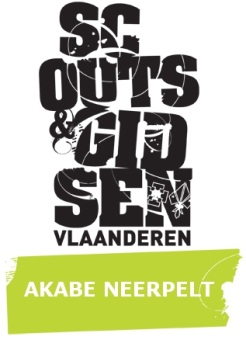 SC
OUTS
&GID
SEN
VLAANDEREN
AKABE NEERPELT